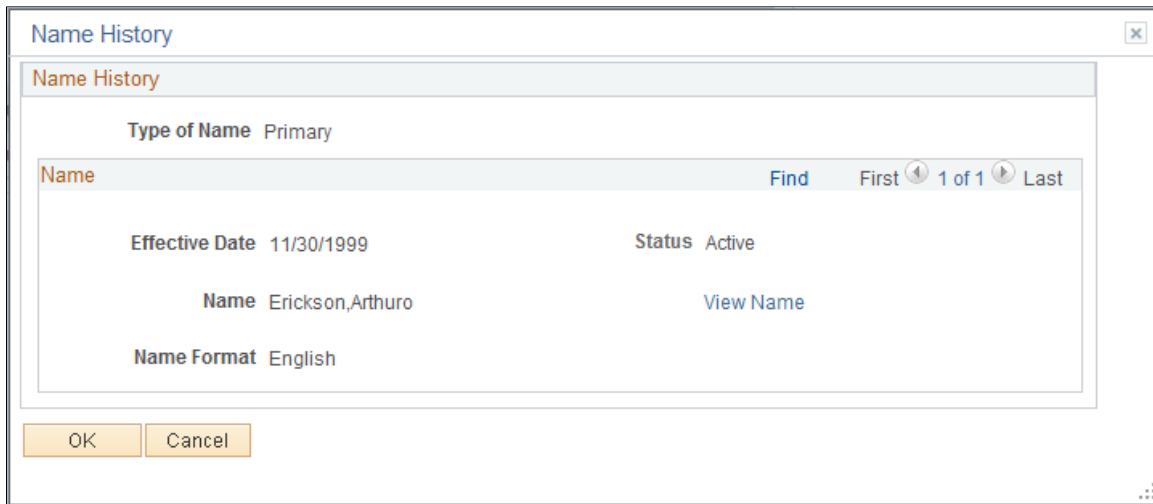 Name History
Name History
Type of Name Primary
Name Find First 1 of 1 Last
Effective Date 11/30/1999 Status Active
Name Erickson,Arthuro View Name
Name Format English
OK Cancel